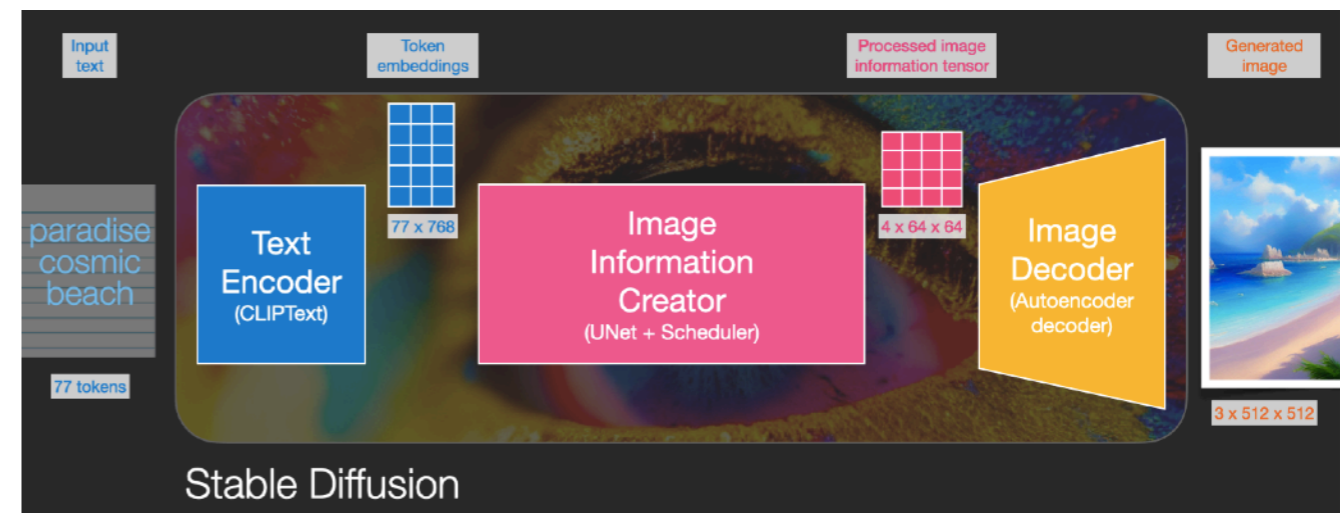 Input
text
Token
embeddings
Processed image
information tensor
Generated
image
paradise
cosmic
beach
77 tokens
Text
Encoder
(CLIPText)
77 x 768
Image
Information
Creator
(UNet + Scheduler)
4 x 64 x 64
Image
Decoder
(Autoencoder
decoder)
3 x 512 x 512
Stable Diffusion